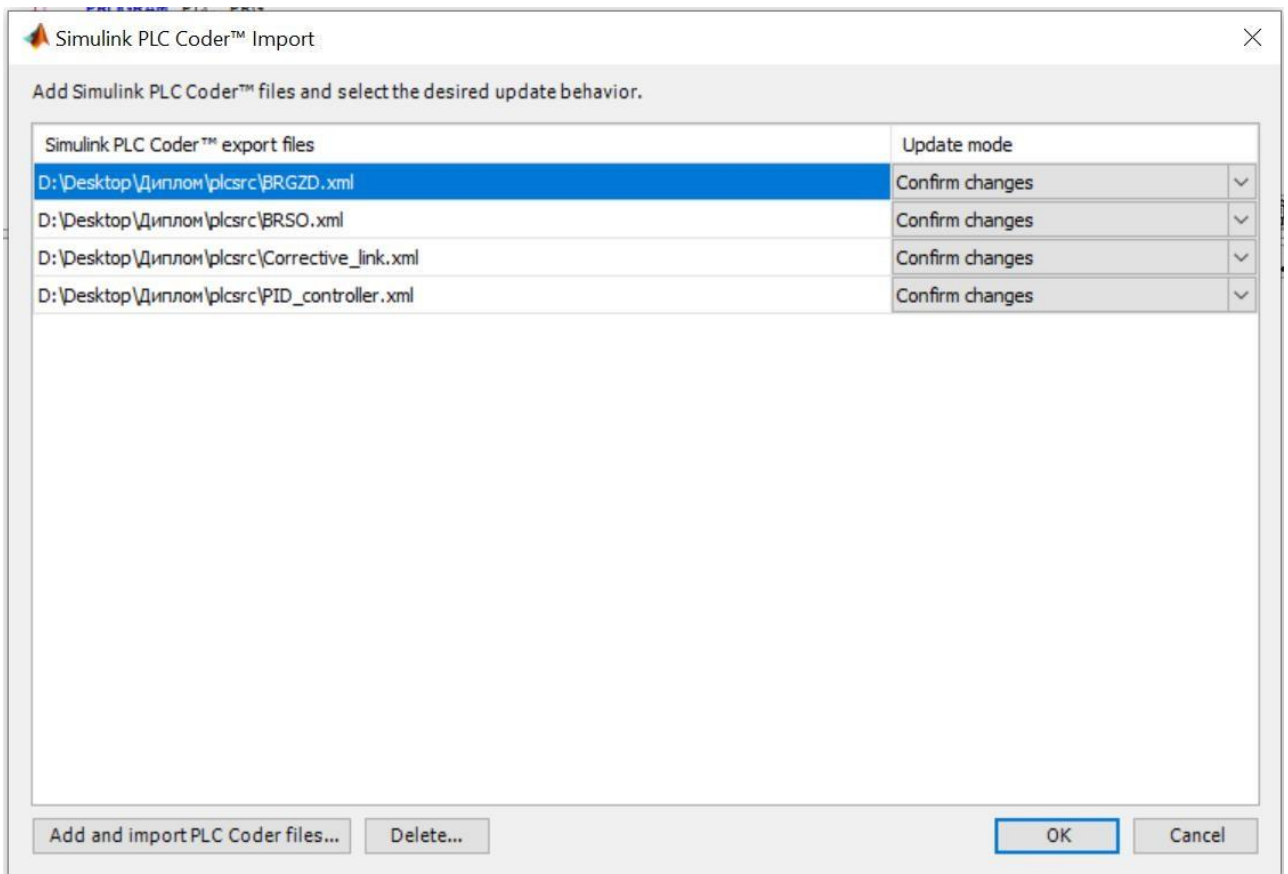 Simulink PLC Coder™ Import
Add Simulink PLC Coder™ files and select the desired update behavior.
Simulink PLC Coder™ export files Update mode
D:\Desktop\Диплом\plcsrc\BRGZD.xml Confirm changes
D:\Desktop\Диплом\plcsrc\BRSO.xml Confirm changes
D:\Desktop\Диплом\plcsrc\Corrective_link.xml Confirm changes
D:\Desktop\Диплом\plcsrc\PID_controller.xml Confirm changes
Add and import PLC Coder files... Delete... OK Cancel